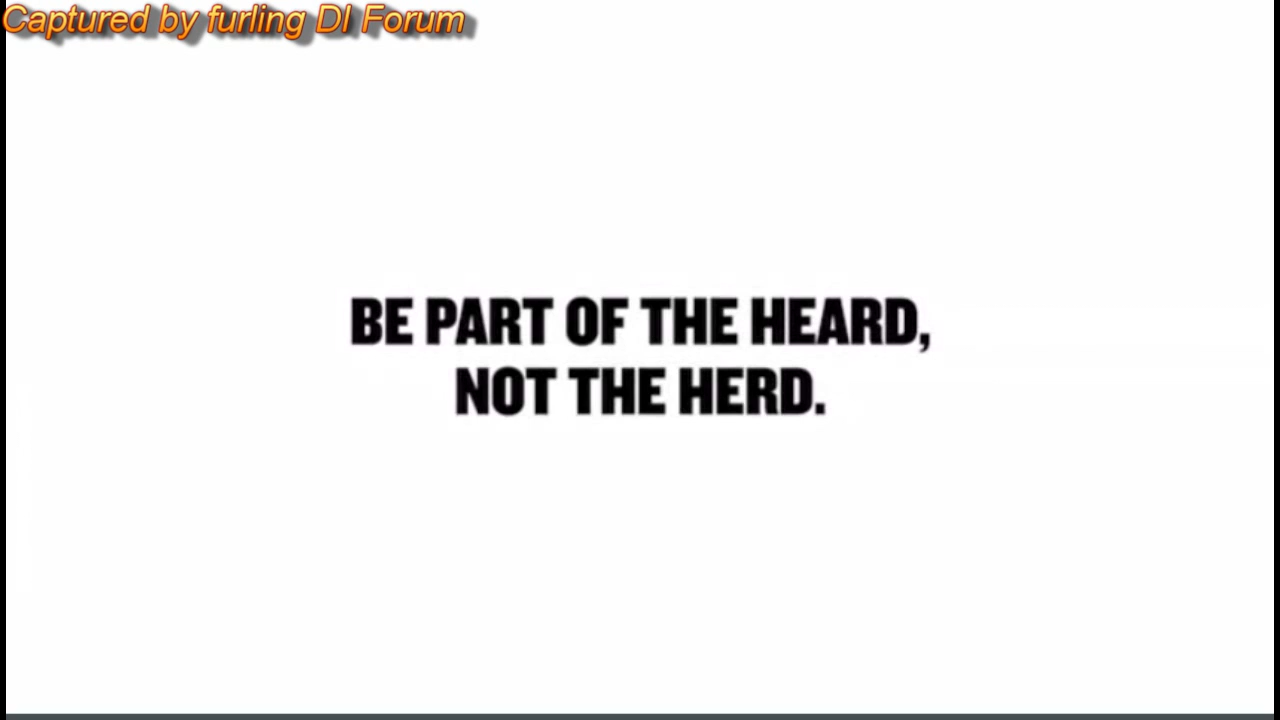 Captured by furling DI Forum
BE PART OF THE HEARD,
NOT THE HERD.